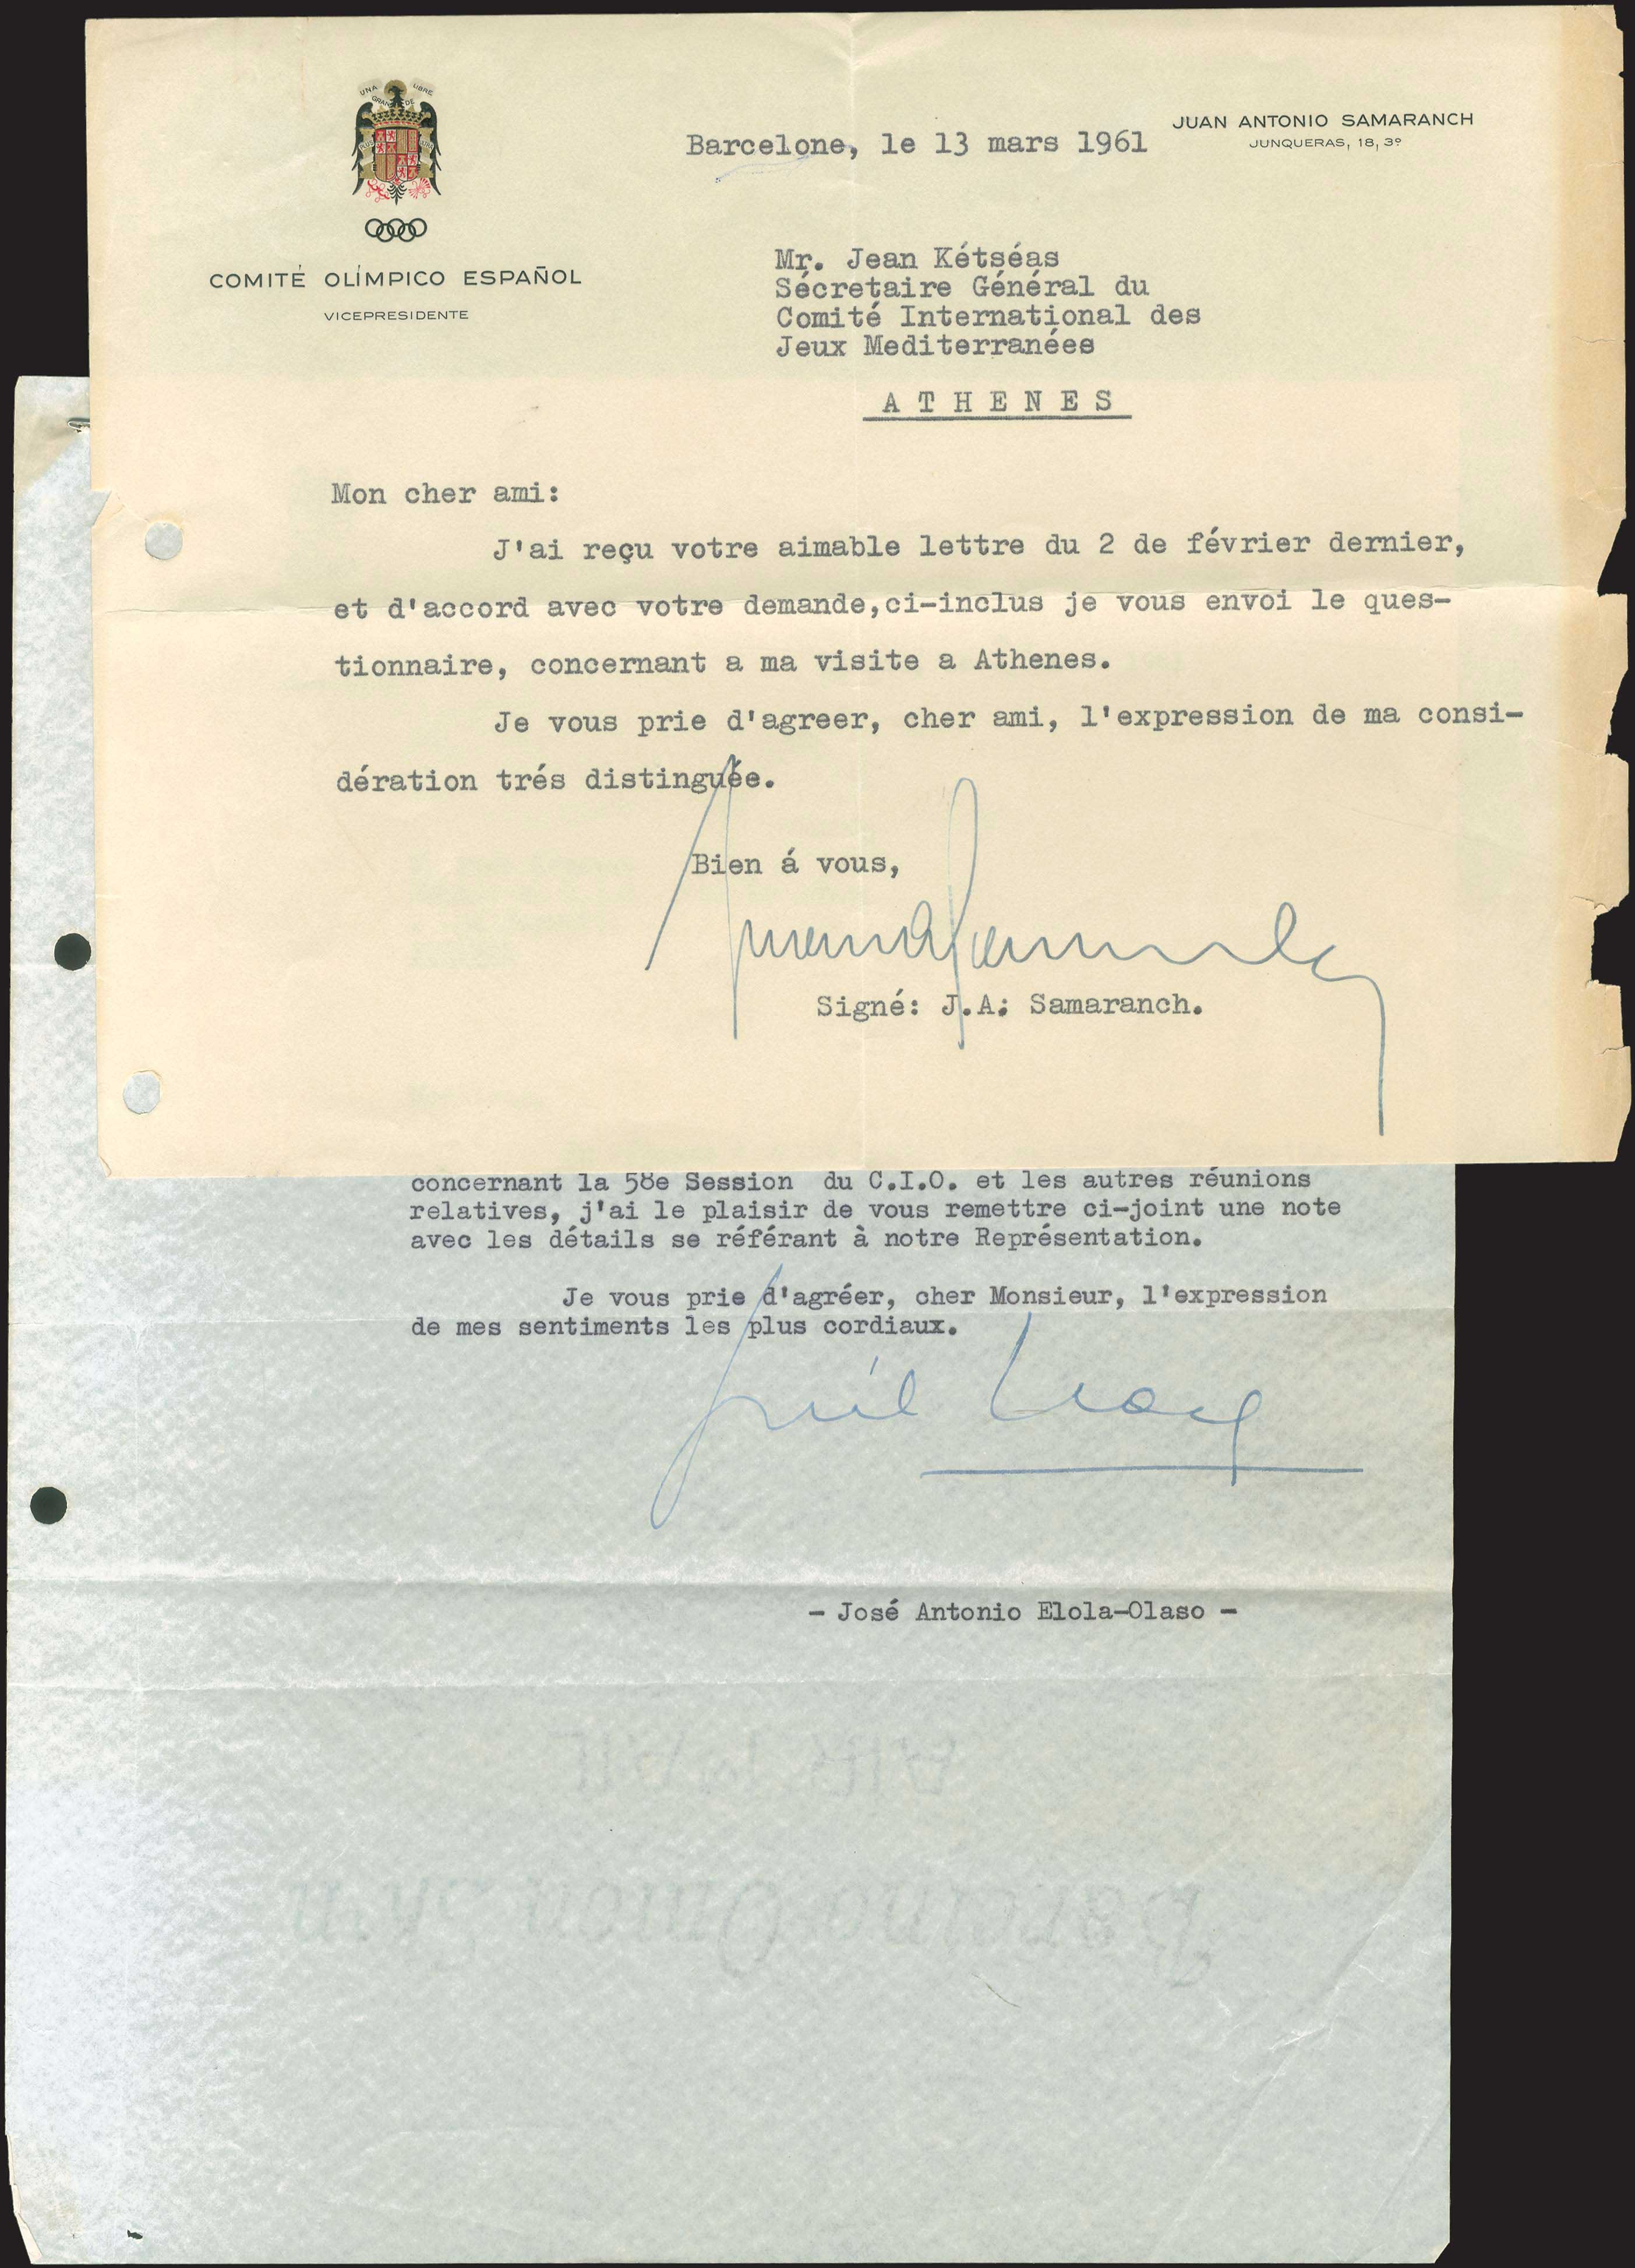 UNA GRANDE LIBRE
JUAN ANTONIO SAMARANCH
JUNQUERAS, 18, 3º
Barcelone, le 13 mars 1961
COMITÉ OLÍMPICO ESPAÑOL
VICEPRESIDENTE
Mr. Jean Kétséas
Sécretaire Général du
Comité International des
Jeux Mediterranées
A T H E N E S
Mon cher ami:
J'ai reçu votre aimable lettre du 2 de février dernier,
et d'accord avec votre demande,ci-inclus je vous envoi le ques-
tionnaire, concernant a ma visite a Athenes.
Je vous prie d'agreer, cher ami, l'expression de ma consi-
dération trés distinguée.
Bien á vous,
Signé: J.A; Samaranch.
concernant la 58e Session du C.I.O. et les autres réunions
relatives, j'ai le plaisir de vous remettre ci-joint une note
avec les détails se référant à notre Représentation.
Je vous prie d'agréer, cher Monsieur, l'expression
de mes sentiments les plus cordiaux.
- José Antonio Elola-Olaso -